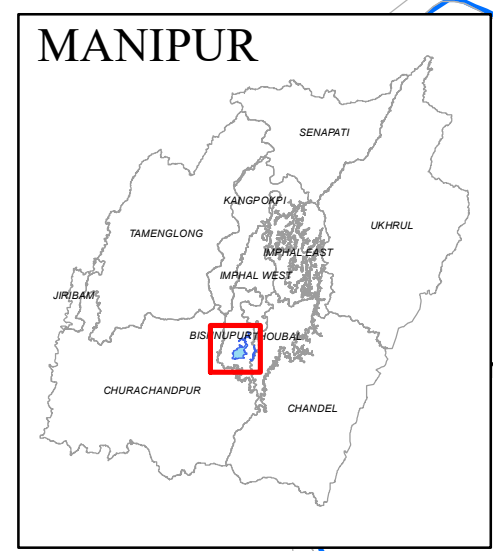 MANIPUR
SENAPATI
KANGPOKPI
UKHRUL
TAMENGLONG
IMPHAL EAST
IMPHAL WEST
JIRIBAM
BISHNUPUR
THOUBAL
CHURACHANDPUR
CHANDEL